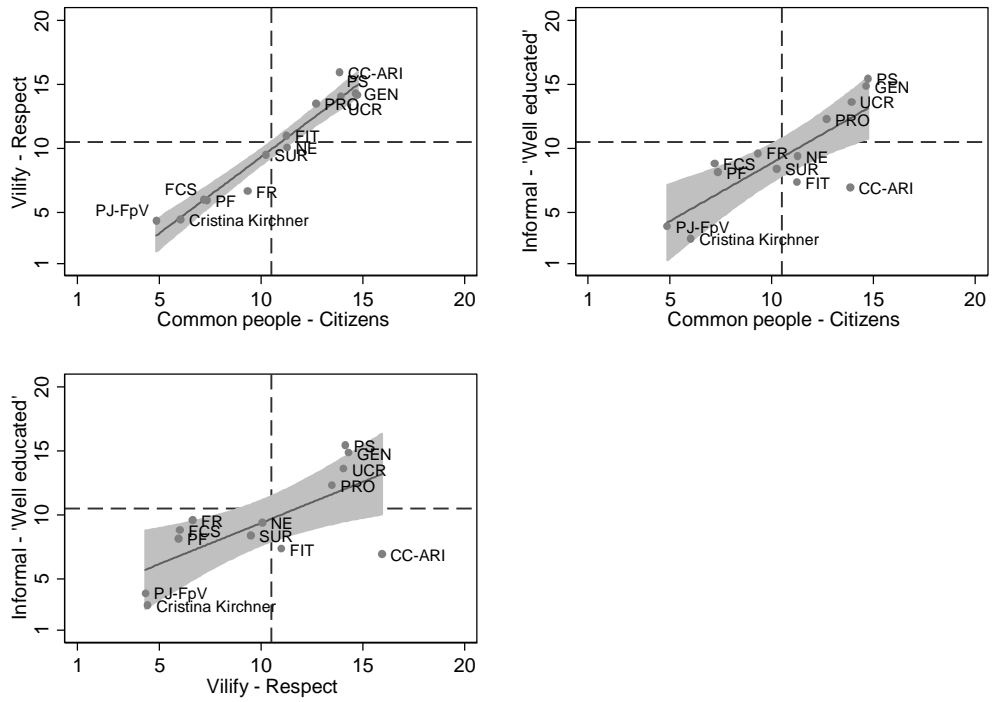 20
15
10
5
1
Vilify - Respect
CC-ARI
PS
GEN
PRO
UCR
FIT
NE
SUR
FCS
PF
FR
PJ-FpV
Cristina Kirchner
1 5 10 15 20
Common people - Citizens
20
15
10
5
1
Informal - 'Well educated'
PS
GEN
UCR
PRO
FR
NE
FCS
PF
SUR
FIT
CC-ARI
PJ-FpV
Cristina Kirchner
1 5 10 15 20
Common people - Citizens
20
15
10
5
1
Informal - 'Well educated'
PS
GEN
UCR
PRO
FR
NE
FCS
PF
SUR
FIT
CC-ARI
PJ-FpV
Cristina Kirchner
1 5 10 15 20
Vilify - Respect